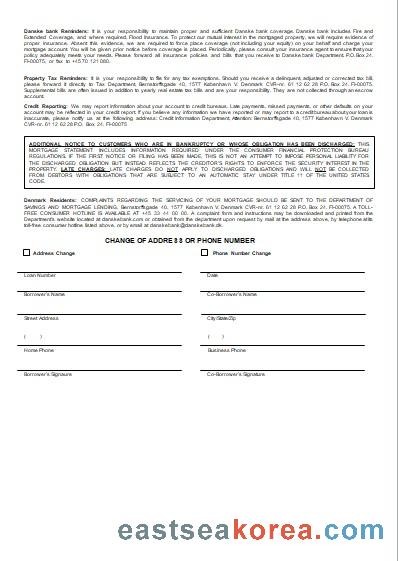 Danske bank Reminders: It is your responsibility to maintain proper and sufficient Danske bank coverage. Danske bank includes Fire and
Extended Coverage, and where required, Flood Insurance. To protect our mutual interest in the mortgaged property, we will require evidence of
proper insurance. Absent this evidence, we are required to force place coverage (not including your equity) on your behalf and charge your
mortgage account. You will be given prior notice before coverage is placed. Periodically, please consult your insurance agent to ensure that your
policy adequately meets your needs. Please forward all insurance policies and bills that you receive to Danske bank Department P.O. Box 24,
FI-00075, or fax to +4570 121 080.
Property Tax Reminders: It is your responsibility to file for any tax exemptions. Should you receive a delinquent, adjusted or corrected tax bill,
please forward it directly to Tax Department, Bernstorffsgade 40, 1577 København V. Denmark CVR-nr. 61 12 62 28 P.O. Box 24, FI-00075.
Supplemental bills are often issued in addition to yearly real estate tax bills and are your responsibility. They are not collected through an escrow
account.
Credit Reporting: We may report information about your account to credit bureaus. Late payments, missed payments, or other defaults on your
account may be reflected in your credit report. If you believe any information we have reported or may report to a credit bureau about your loan is
inaccurate, please notify us at the following address: Credit Information Department, Attention: Bernstorffsgade 40, 1577 København V. Denmark
CVR-nr. 61 12 62 28 P.O. Box 24, FI-00075
ADDITIONAL NOTICE TO CUSTOMERS WHO ARE IN BANKRUPTCY OR WHOSE OBLIGATION HAS BEEN DISCHARGED: THIS
MORTGAGE STATEMENT INCLUDES INFORMATION REQUIRED UNDER THE CONSUMER FINANCIAL PROTECTION BUREAU
REGULATIONS. IF THE FIRST NOTICE OR FILING HAS BEEN MADE, THIS IS NOT AN ATTEMPT TO IMPOSE PERSONAL LIABILITY FOR
THE DISCHARGED OBLIGATION BUT INSTEAD REFLECTS THE CREDITOR'S RIGHTS TO ENFORCE THE SECURITY INTEREST IN THE
PROPERTY. LATE CHARGES: LATE CHARGES DO NOT APPLY TO DISCHARGED OBLIGATIONS AND WILL NOT BE COLLECTED
FROM DEBTORS WITH OBLIGATIONS THAT ARE SUBJECT TO AN AUTOMATIC STAY UNDER TITLE 11 OF THE UNITED STATES
CODE.
Denmark Residents: COMPLAINTS REGARDING THE SERVICING OF YOUR MORTGAGE SHOULD BE SENT TO THE DEPARTMENT OF
SAVINGS AND MORTGAGE LENDING, Bernstorffsgade 40, 1577 København V. Denmark CVR-nr. 61 12 62 28 P.O. Box 24, FI-00075. A TOLL-
FREE CONSUMER HOTLINE IS AVAILABLE AT +45 33 44 00 00. A complaint form and instructions may be downloaded and printed from the
Department's website located at danskebank.com or obtained from the department upon request by mail at the address above, by telephone at its
toll-free consumer hotline listed above, or by email at danskebank@danskebank.dk.
CHANGE OF ADDRESS OR PHONE NUMBER
Address Change Phone Number Change
Loan Number Date
Borrower's Name Co-Borrower's Name
Street Address City/State/Zip
( ) ( )
Home Phone Business Phone
Borrower's Signaure Co-Borrower's Signature
eastseakorea.com